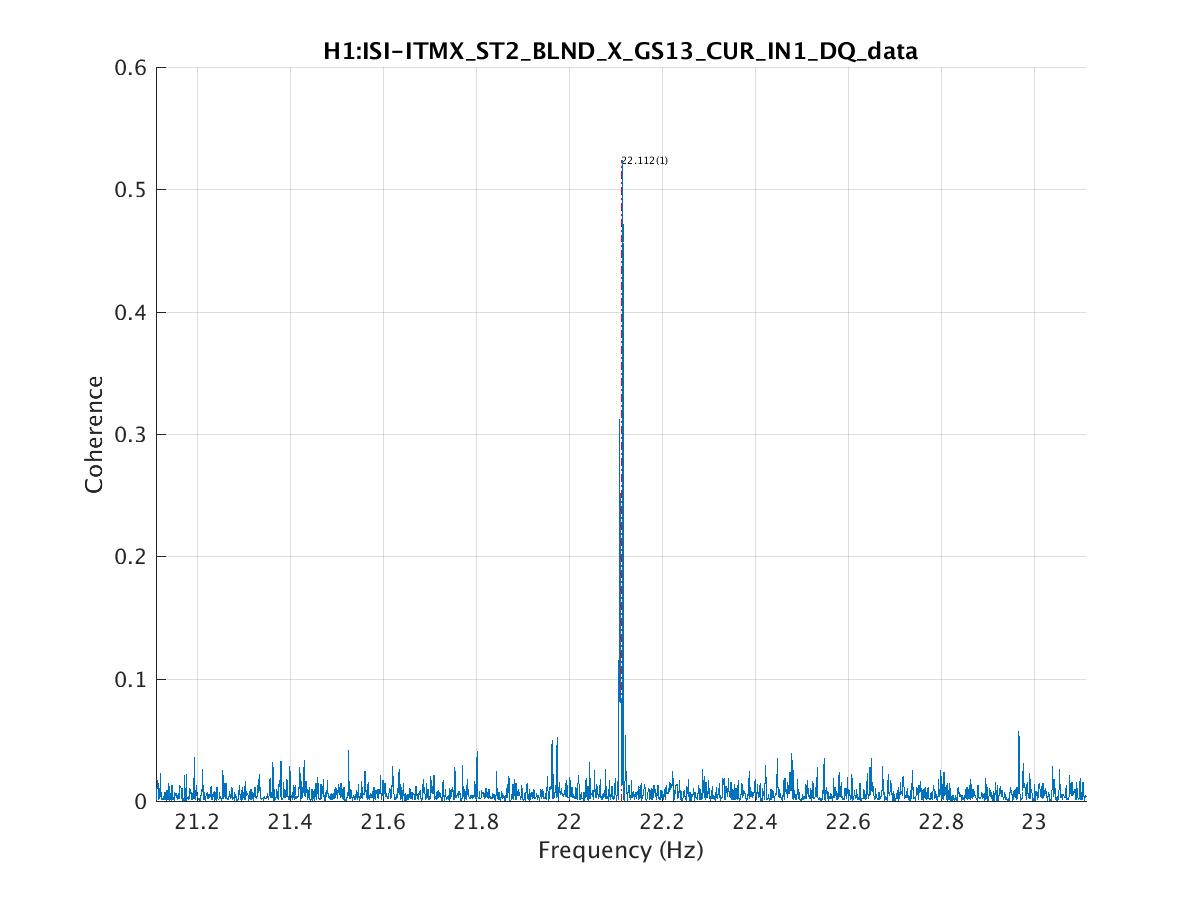 H1:ISI-ITMX_ST2_BLND_X_GS13_CUR_IN1_DQ_data
0.6
0.5
0.4
0.3
0.2
0.1
0
Coherence
22.112(1)
21.2 21.4 21.6 21.8 22 22.2 22.4 22.6 22.8 23
Frequency (Hz)